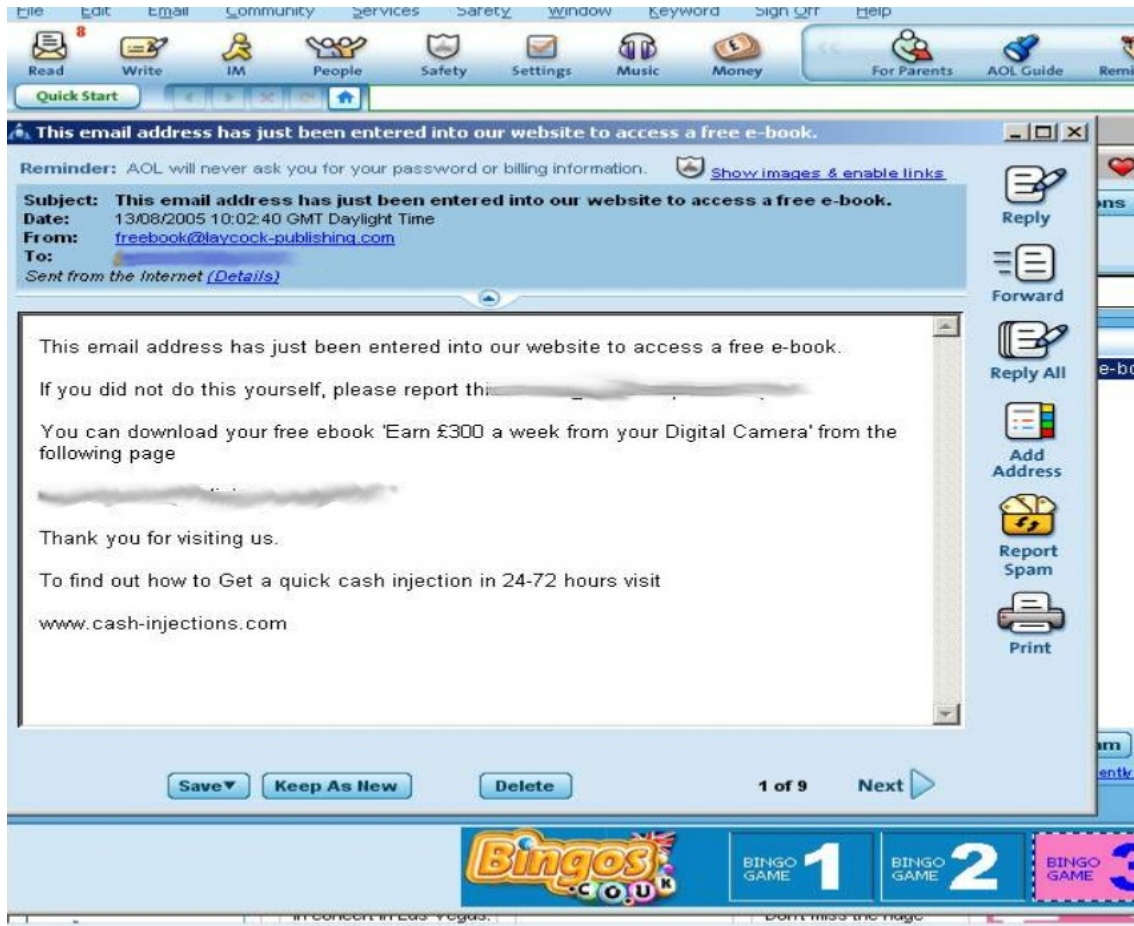 File Edit Email Community Services Safety Window Keyword Sign Off Help
8
Read Write IM People Safety Settings Music Money For Parents AOL Guide
Quick Start
This email address has just been entered into our website to access a free e-book.
Reminder: AOL will never ask you for your password or billing information. Show images & enable links
Subject: This email address has just been entered into our website to access a free e-book.
Date: 13/08/2005 10:02:40 GMT Daylight Time
From: freebook@laycock-publishing.com
To:
Sent from the Internet (Details)
Reply
Forward
Reply All
Add
Address
Report
Spam
Print
This email address has just been entered into our website to access a free e-book.
If you did not do this yourself, please report
You can download your free ebook 'Earn £300 a week from your Digital Camera' from the
following page
Thank you for visiting us.
To find out how to Get a quick cash injection in 24-72 hours visit
www.cash-injections.com
Save Keep As New Delete 1 of 9 Next
Bingos
.CO.UK
BINGO GAME 1
BINGO GAME 2
BINGO GAME 3
in concert in Las Vegas. Don't miss the huge